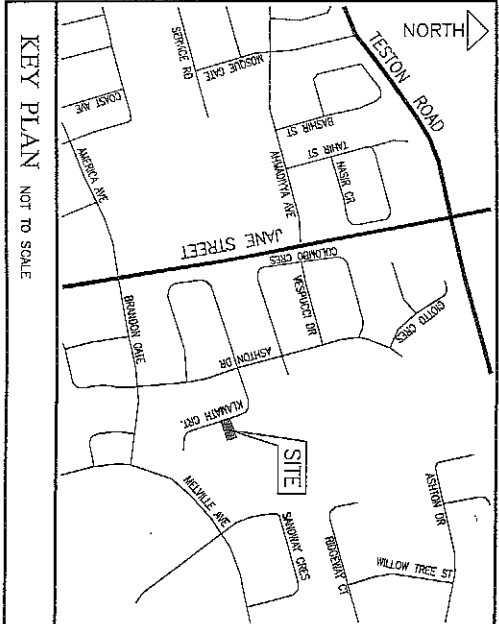 NORTH
TESTON ROAD
SERVICE RD
MOSQUE GATE
COAST AVE
BASHIR ST
TAHIR ST
NASIR CR
AHMADIYYA AVE
AMERICA AVE
JANE STREET
COLOMBO CRES
VESPUCCI DR
GIOTTO CRES
BRANDON GATE
ASHTON DR
KLAMATH CRT.
SITE
MELVILLE AVE
SANDWAY CRES
RIDGEWAY CT
ASHTON DR
WILLOW TREE ST
KEY PLAN NOT TO SCALE